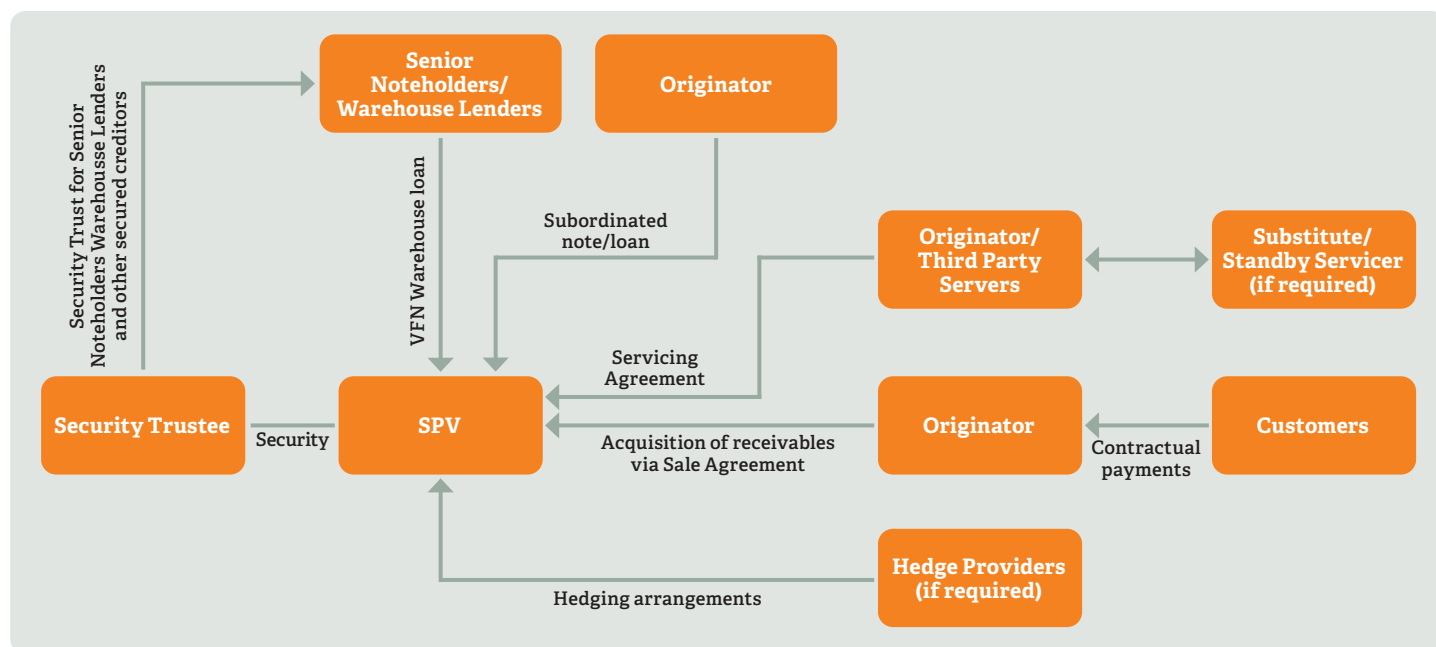 Senior
Noteholders/
Warehouse Lenders
Originator
Security Trust for Senior
Noteholders Warehousse Lenders
and other secured creditors
VFN Warehouse loan
Subordinated
note/loan
Originator/
Third Party
Servers
Substitute/
Standby Servicer
(if required)
Servicing
Agreement
Security Trustee
Security
SPV
Acquisition of receivables
via Sale Agreement
Originator
Contractual
payments
Customers
Hedging arrangements
Hedge Providers
(if required)